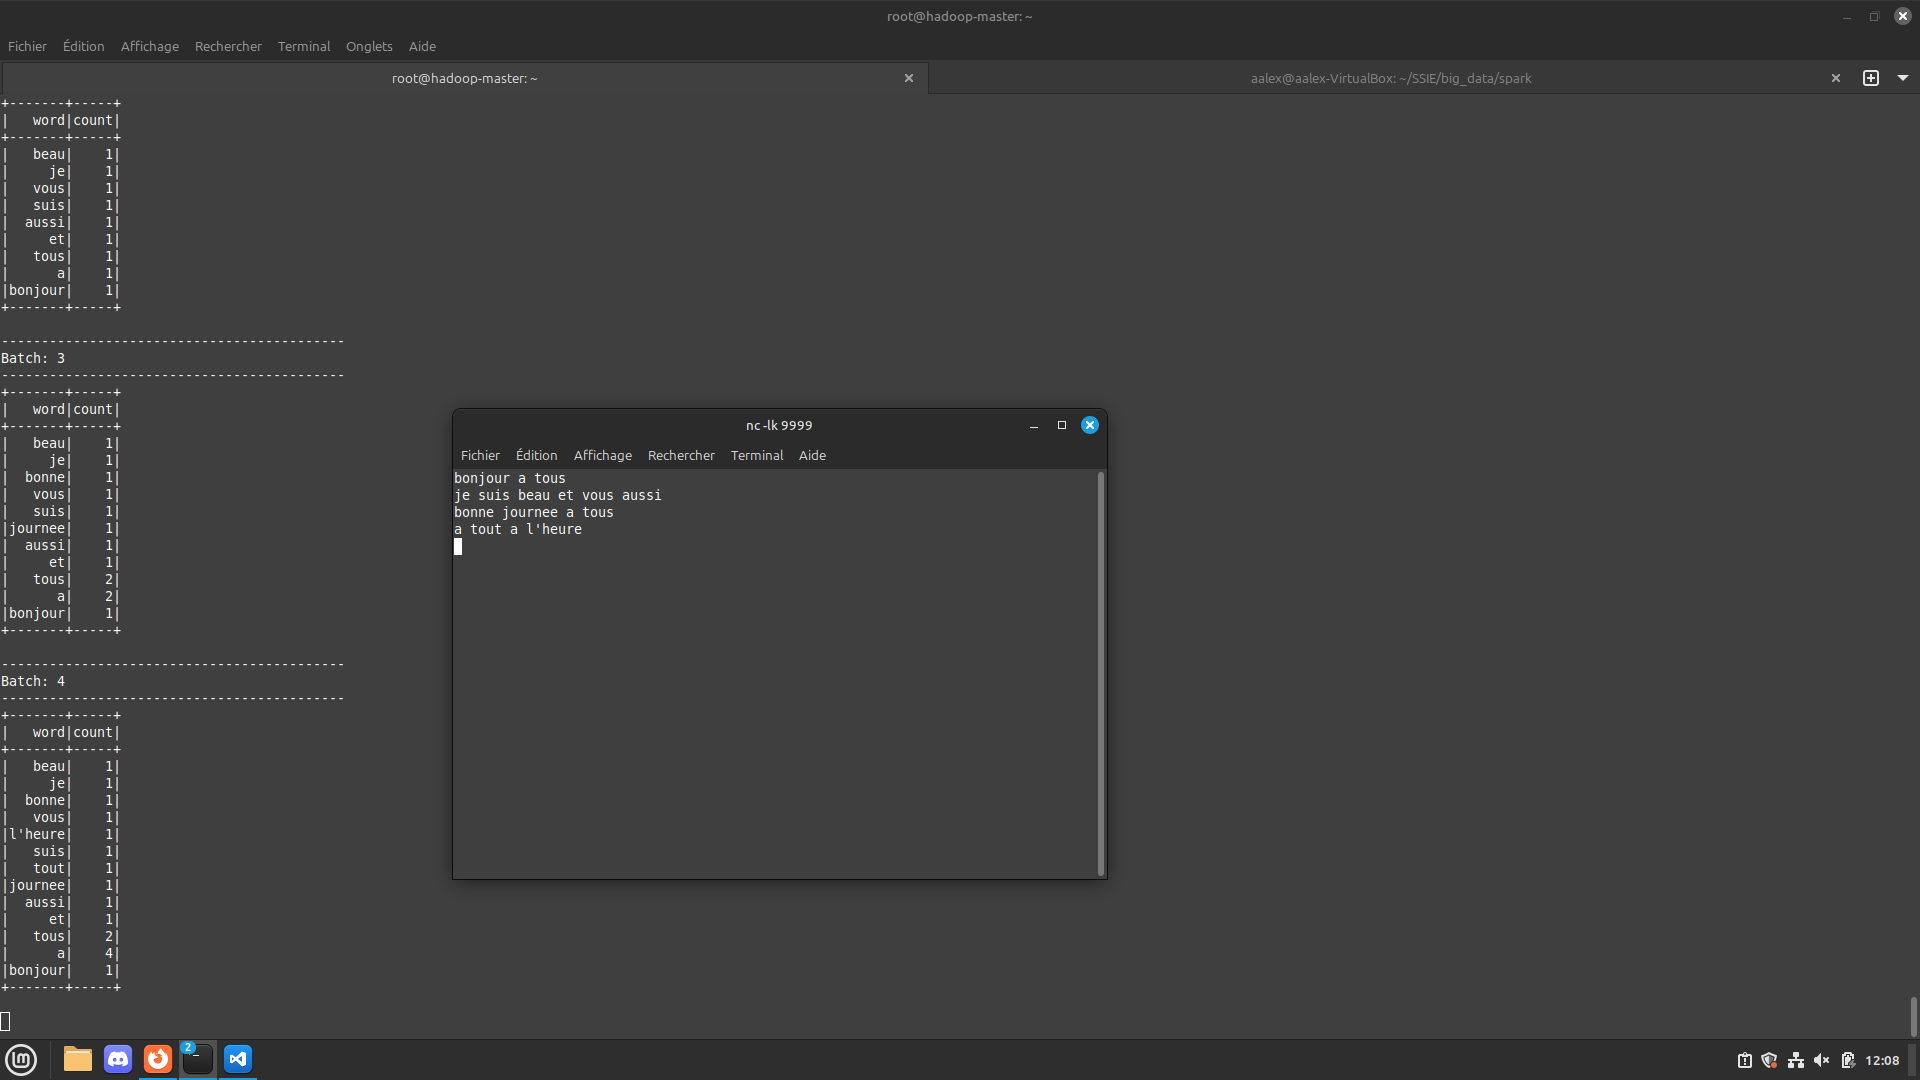 root@hadoop-master: ~
Fichier Édition Affichage Rechercher Terminal Onglets Aide
root@hadoop-master: ~
aalex@aalex-VirtualBox: ~/SSIE/big_data/spark
+-------+-----+
|   word|count|
+-------+-----+
|   beau|    1|
|     je|    1|
|   vous|    1|
|   suis|    1|
|  aussi|    1|
|     et|    1|
|   tous|    1|
|      a|    1|
|bonjour|    1|
+-------+-----+
-------------------------------------------
Batch: 3
-------------------------------------------
+-------+-----+
|   word|count|
+-------+-----+
|   beau|    1|
|     je|    1|
|  bonne|    1|
|   vous|    1|
|   suis|    1|
|journee|    1|
|  aussi|    1|
|     et|    1|
|   tous|    2|
|      a|    2|
|bonjour|    1|
+-------+-----+
-------------------------------------------
Batch: 4
-------------------------------------------
+-------+-----+
|   word|count|
+-------+-----+
|   beau|    1|
|     je|    1|
|  bonne|    1|
|   vous|    1|
|l'heure|    1|
|   suis|    1|
|   tout|    1|
|journee|    1|
|  aussi|    1|
|     et|    1|
|   tous|    2|
|      a|    4|
|bonjour|    1|
+-------+-----+
nc -lk 9999
Fichier Édition Affichage Rechercher Terminal Aide
bonjour a tous
je suis beau et vous aussi
bonne journee a tous
a tout a l'heure
2
12:08